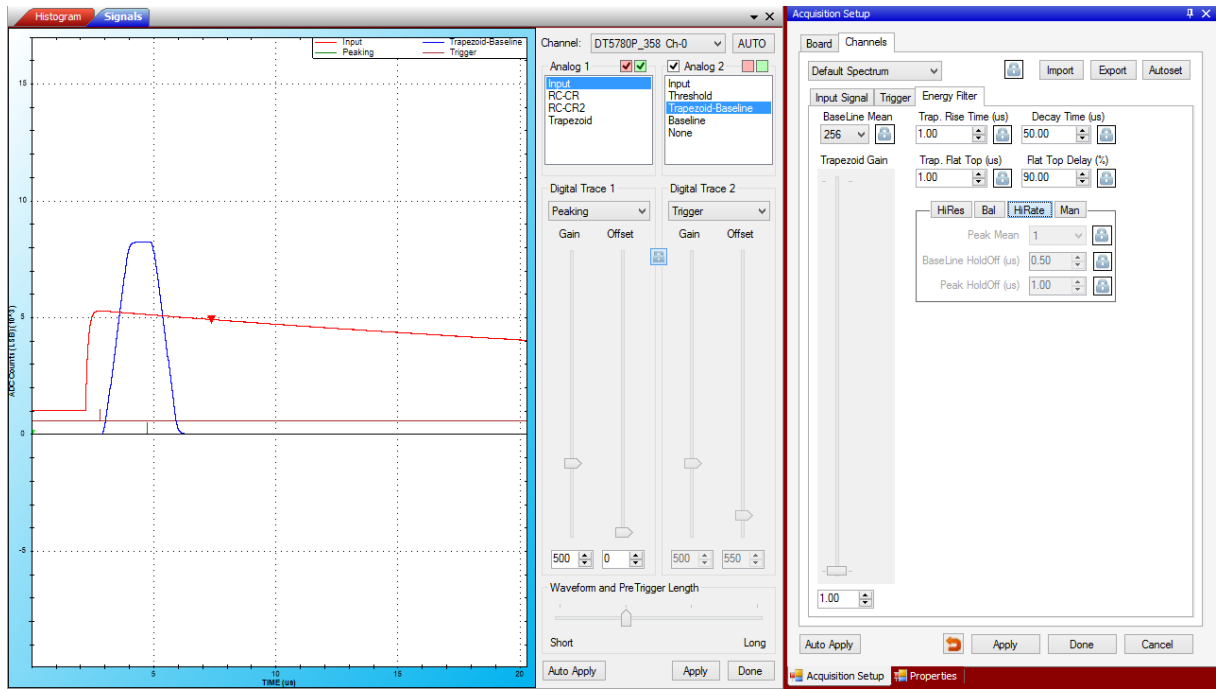 Histogram Signals
Input Trapezoid-Baseline
Peaking Trigger
15
10
5
0
-5
ADC Counts (LSB) (10^3)
0 5 10 15 20
TIME (us)
Channel: DT5780P_358 Ch-0 AUTO
Analog 1
Input
RC-CR
RC-CR2
Trapezoid
Analog 2
Input
Threshold
Trapezoid-Baseline
Baseline
None
Digital Trace 1
Peaking
Gain Offset
500 0
Digital Trace 2
Trigger
Gain Offset
500 550
Waveform and PreTrigger Length
Short Long
Auto Apply Apply Done
Acquisition Setup
Board Channels
Default Spectrum Import Export Autoset
Input Signal Trigger Energy Filter
BaseLine Mean Trap. Rise Time (us) Decay Time (us)
256 1.00 50.00
Trapezoid Gain Trap. Flat Top (us) Flat Top Delay (%)
1.00 90.00
HiRes Bal HiRate Man
Peak Mean 1
BaseLine HoldOff (us) 0.50
Peak HoldOff (us) 1.00
1.00
Auto Apply Apply Done Cancel
Acquisition Setup Properties